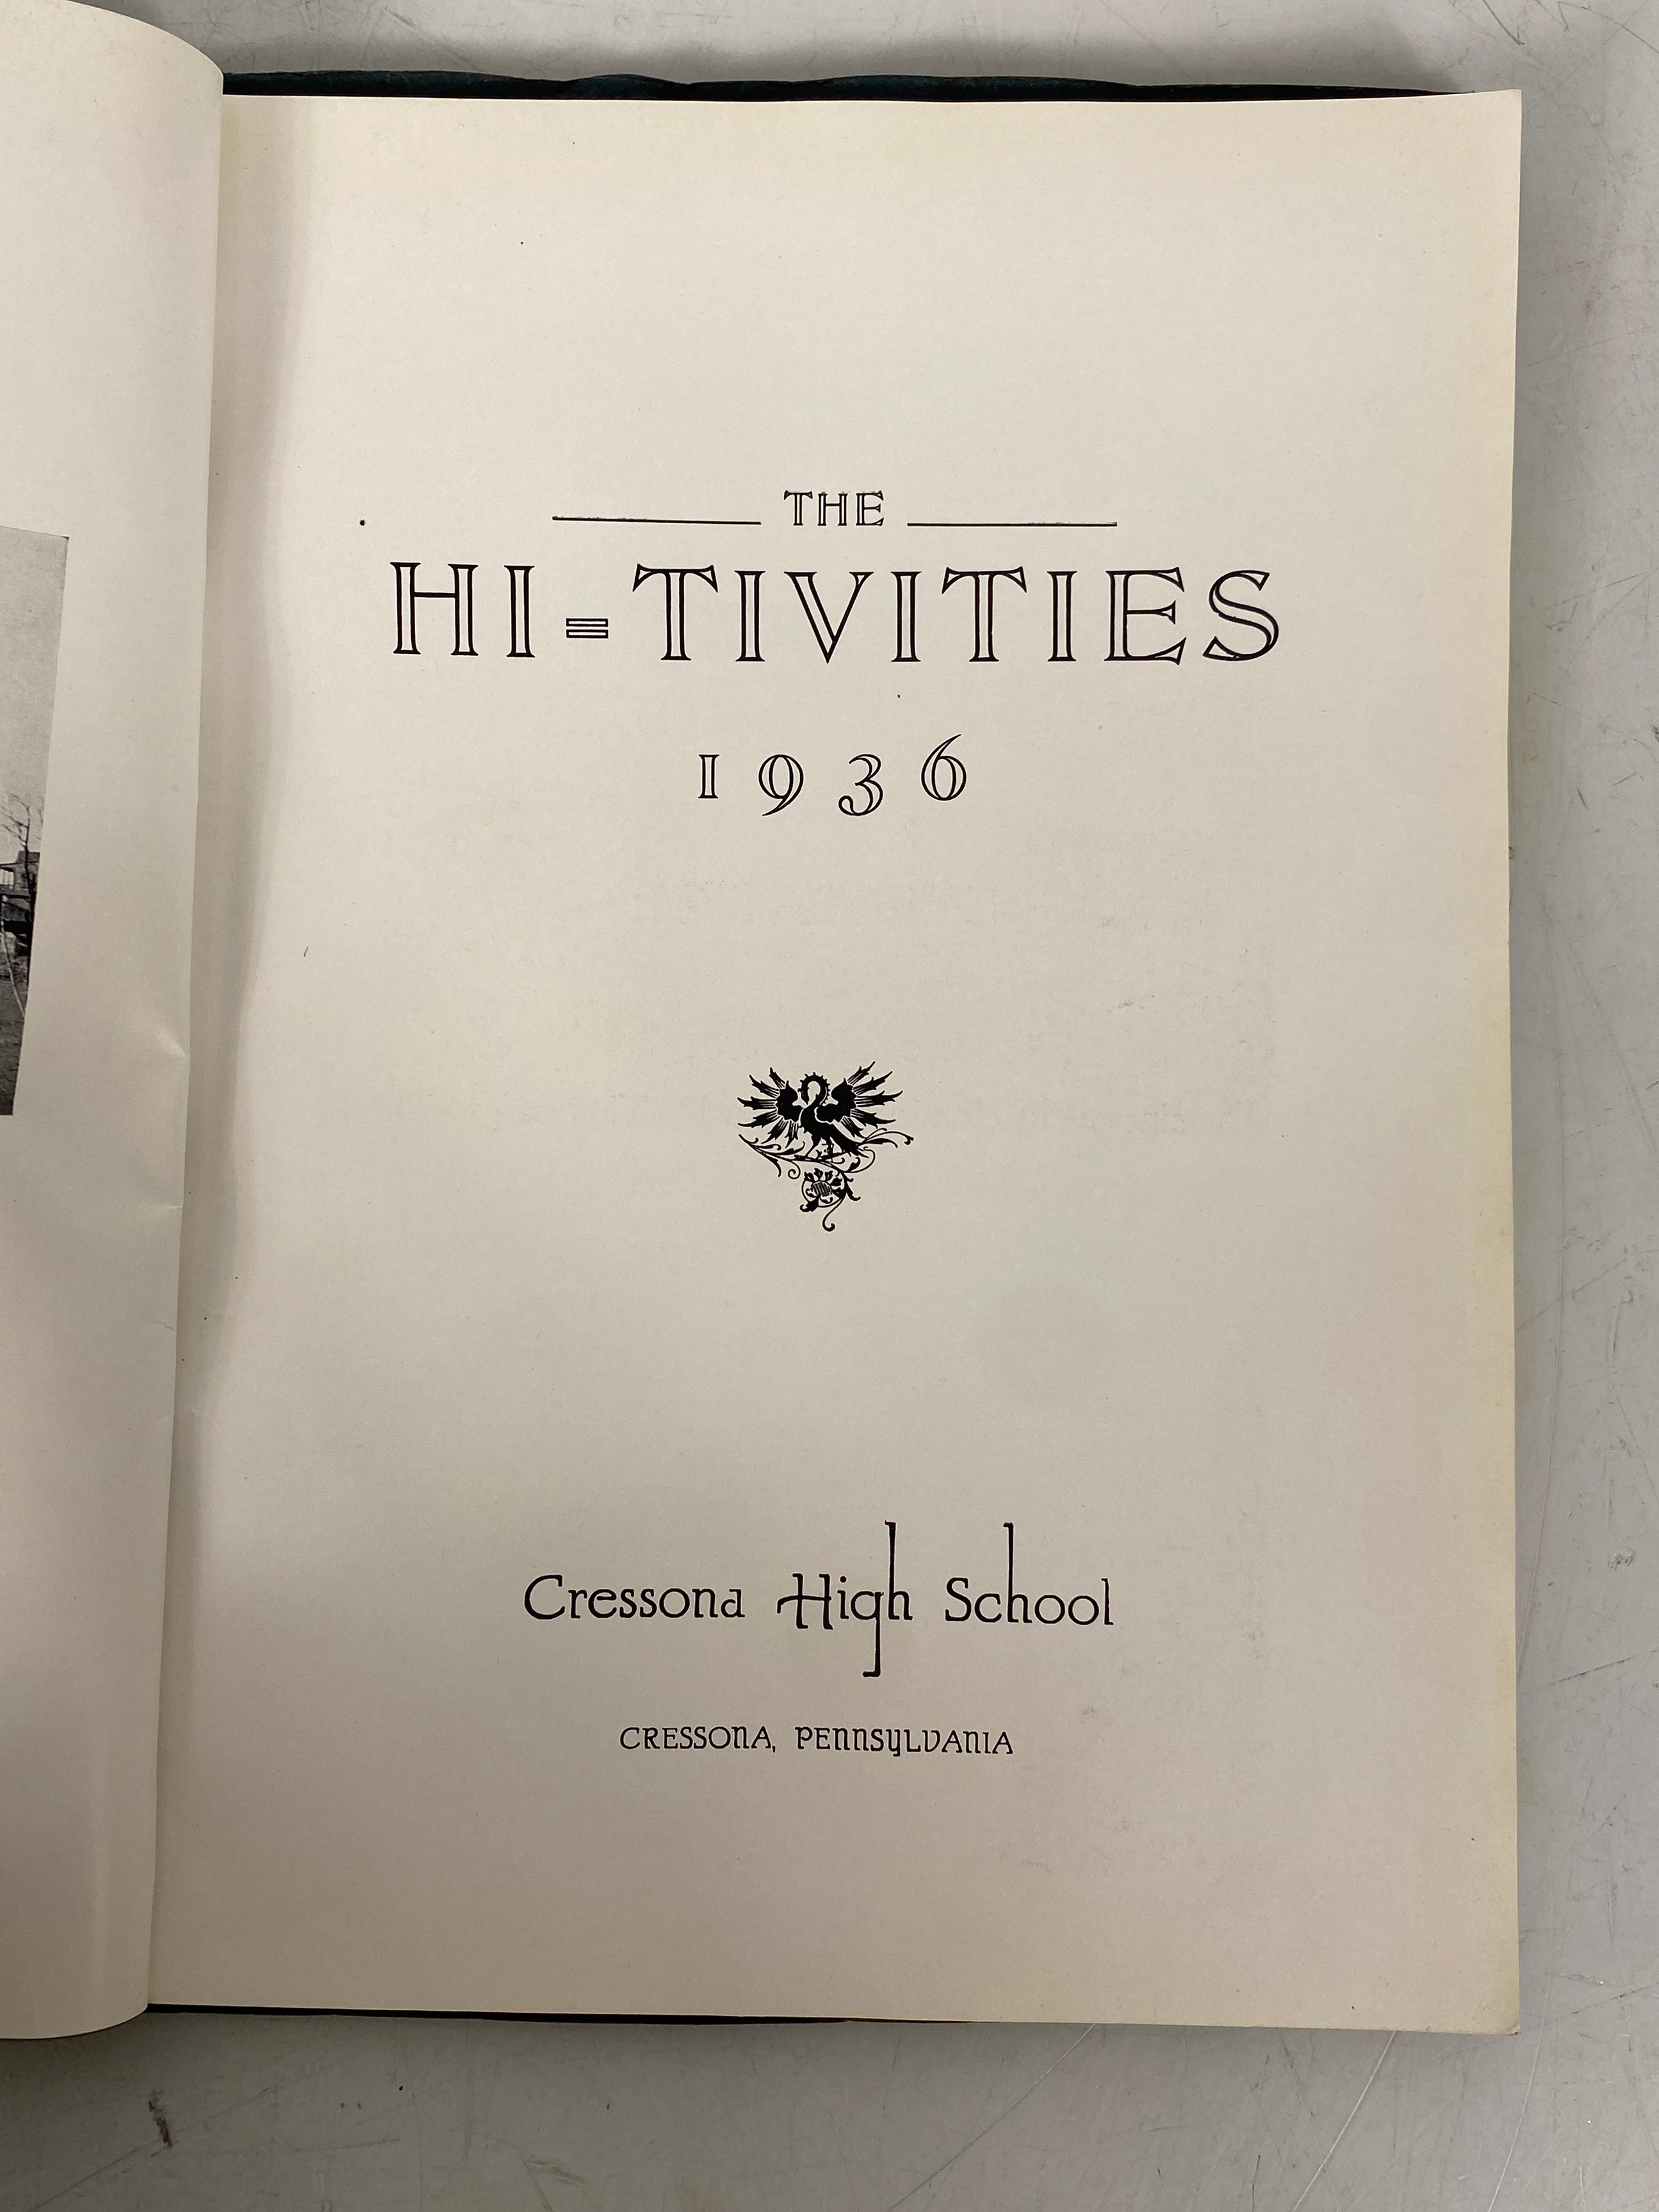 THE
HI=TIVITIES
1936
Cressona High School
CRESSONA, PENNSYLVANIA